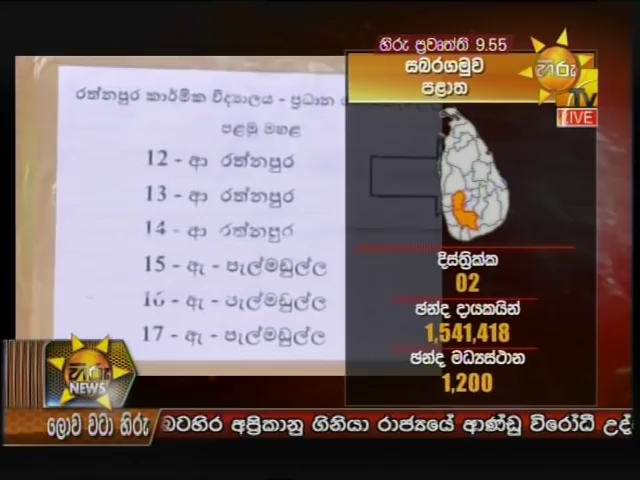 හිරු ප්‍රවෘත්ති 9.55
සබරගමුව
පළාත
හිරු
TV
LIVE
රත්නපුර කාර්මික විද්‍යාලය - ප්‍රධාන
පළමු මහළ
12 - ආ රත්නපුර
13 - ආ රත්නපුර
14 - ආ රත්නපුර
15 - ඇ - පැල්මඩුල්ල
16 - ඇ - පැල්මඩුල්ල
17 - ඇ - පැල්මඩුල්ල
දිස්ත්‍රික්ක
02
ඡන්ද දායකයින්
1,541,418
ඡන්ද මධ්‍යස්ථාන
1,200
හිරු
NEWS
ලොව වටා හිරු
බටහිර අප්‍රිකානු ගිනියා රාජ්‍යයේ ආණ්ඩු විරෝධී